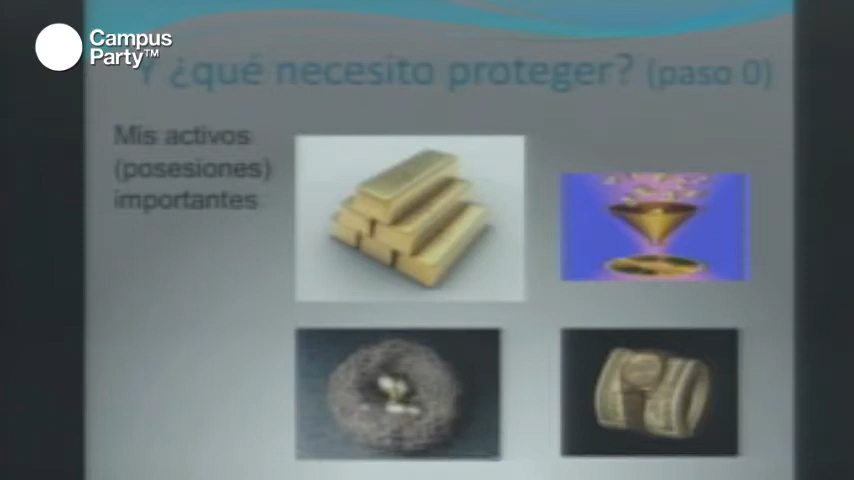 Campus
Party™
Y ¿qué necesito proteger? (paso 0)
Mis activos
(posesiones)
importantes